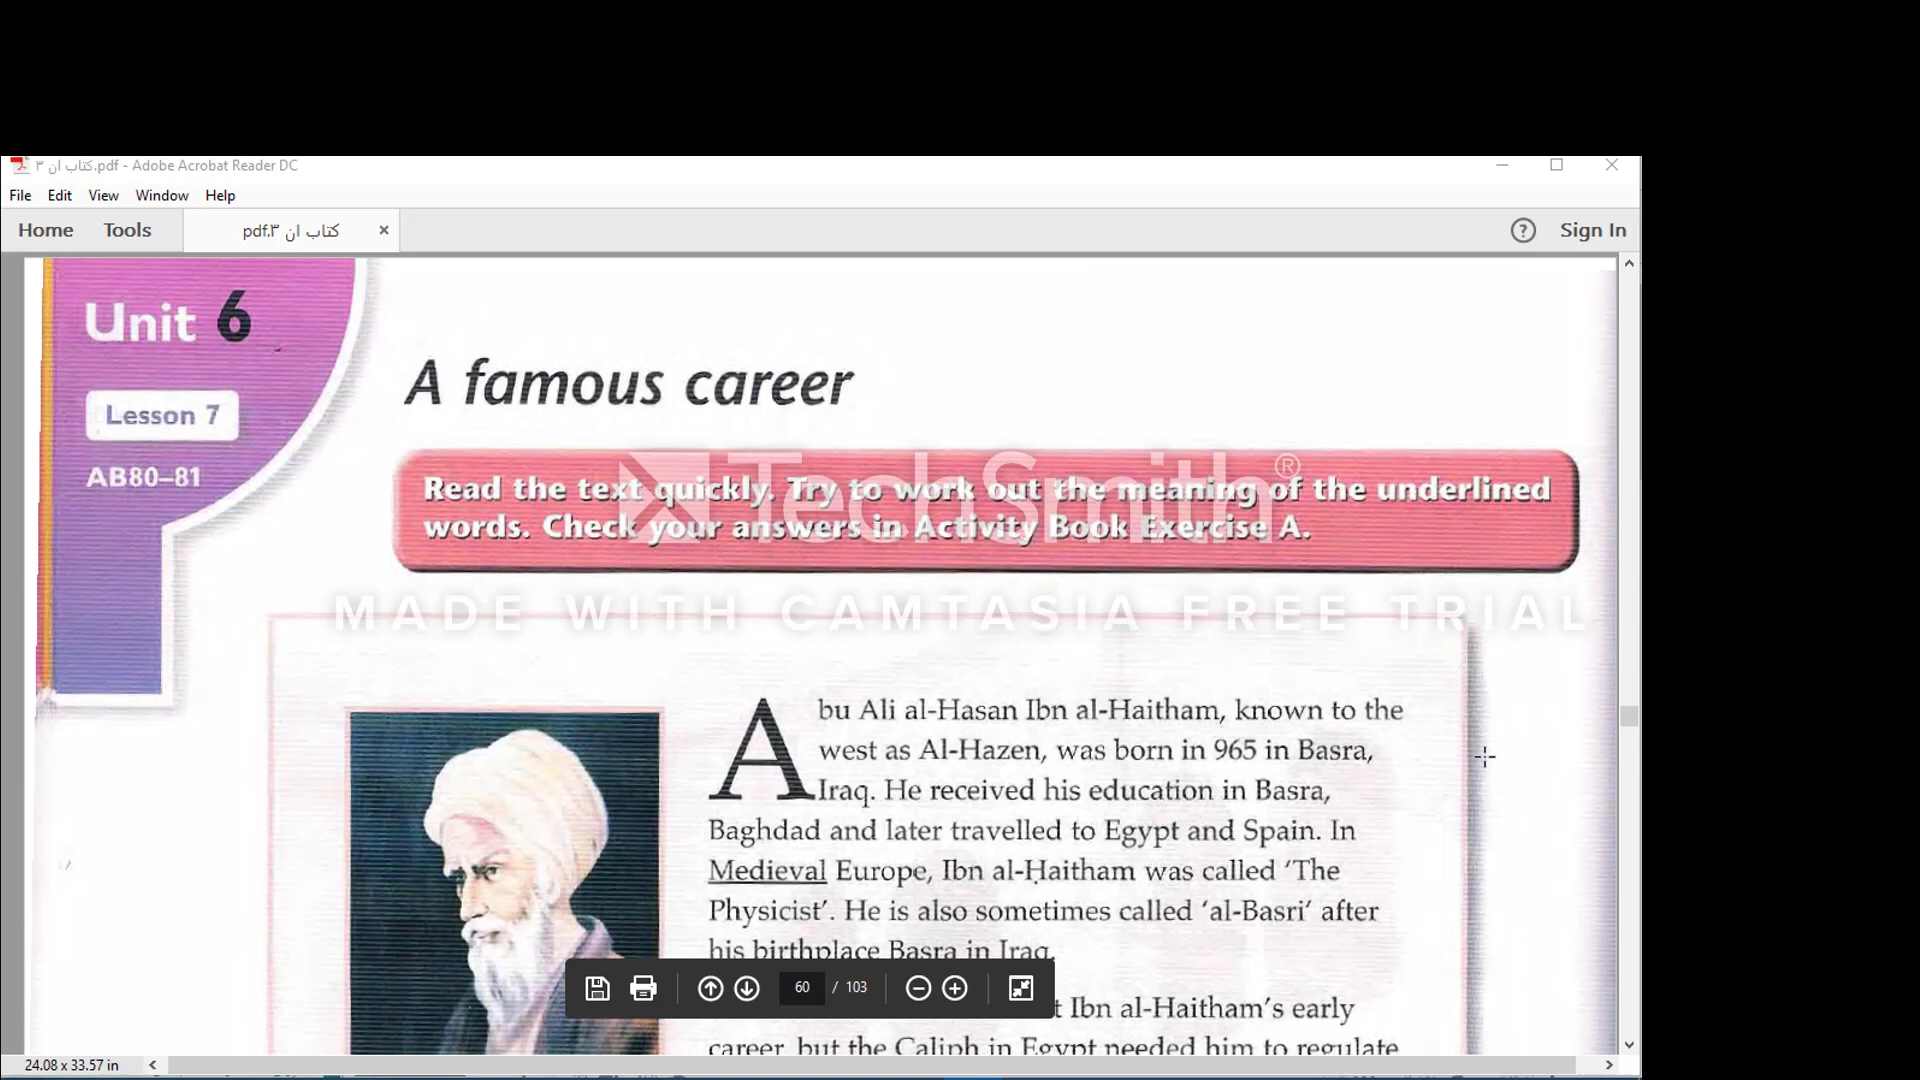 کتاب ان ۳.pdf - Adobe Acrobat Reader DC
File Edit View Window Help
Home Tools کتاب ان ۳.pdf × ? Sign In
Unit 6
Lesson 7
AB80–81
A famous career
Read the text quickly. Try to work out the meaning of the underlined
words. Check your answers in Activity Book Exercise A.
TechSmith®
MADE WITH CAMTASIA FREE TRIAL
Abu Ali al-Hasan Ibn al-Haitham, known to the
west as Al-Hazen, was born in 965 in Basra,
Iraq. He received his education in Basra,
Baghdad and later travelled to Egypt and Spain. In
Medieval Europe, Ibn al-Haitham was called ‘The
Physicist’. He is also sometimes called ‘al-Basri’ after
his birthplace Basra in Iraq.
Ibn al-Haitham’s early
career, but the Caliph in Egypt needed him to regulate
60 / 103
24.08 x 33.57 in